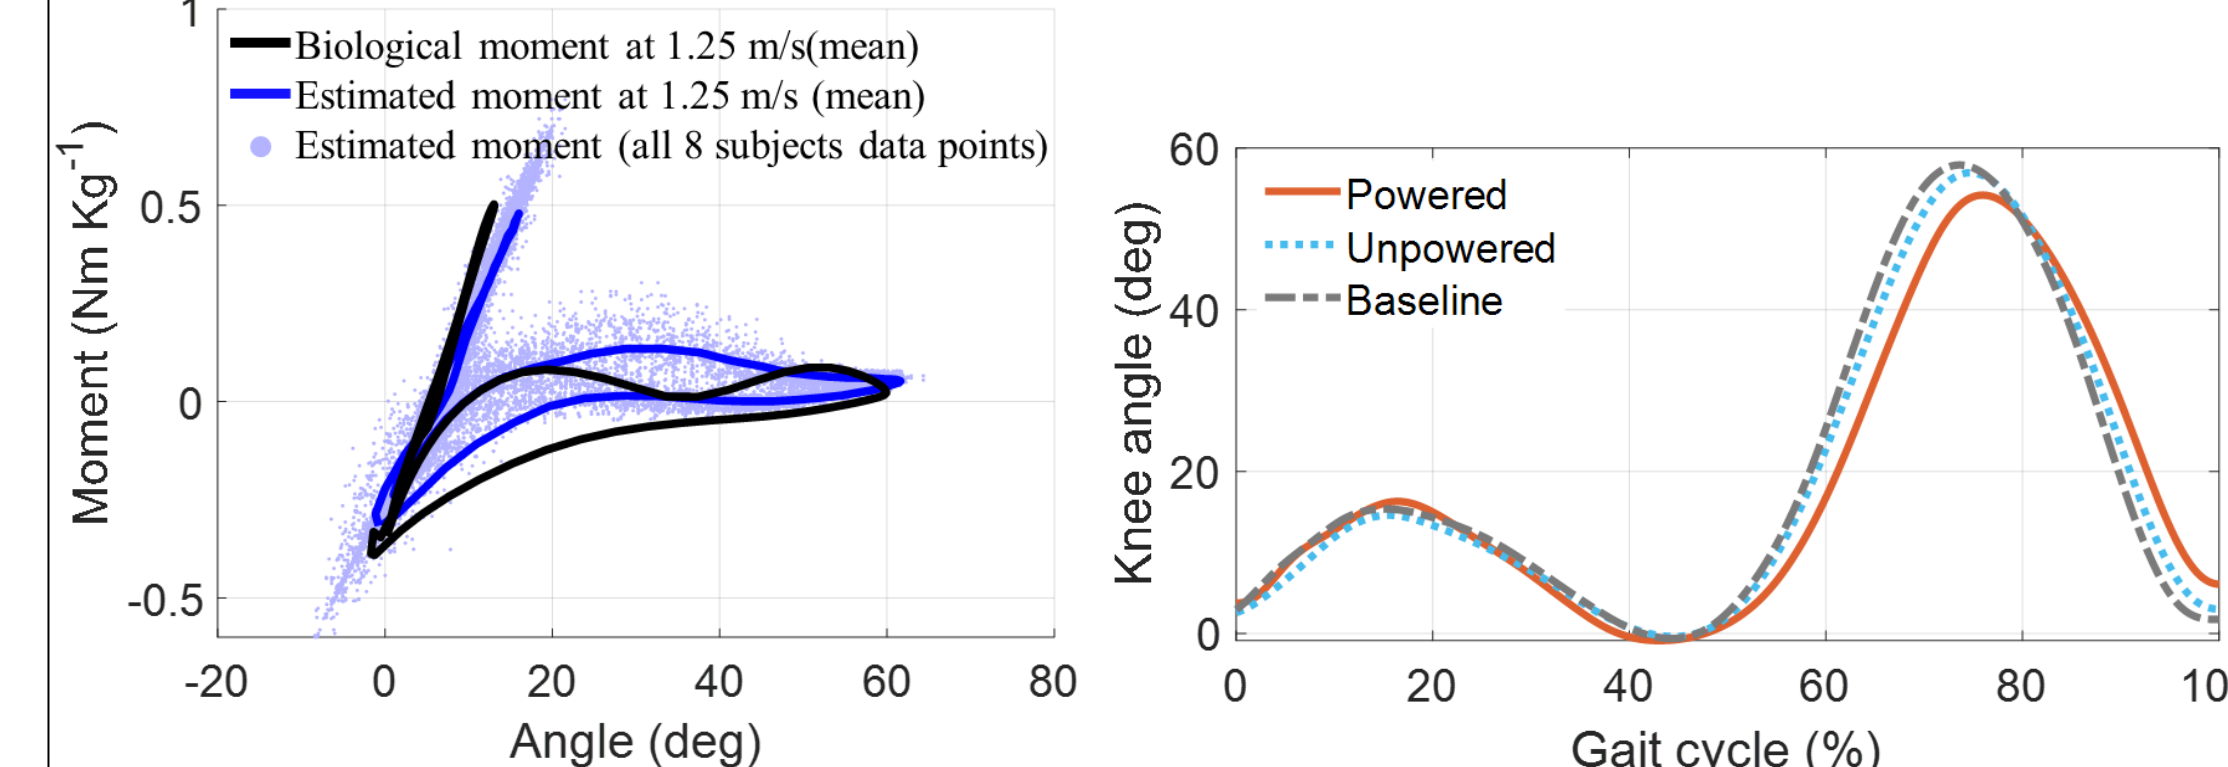 1
Biological moment at 1.25 m/s(mean)
Estimated moment at 1.25 m/s (mean)
Estimated moment (all 8 subjects data points)
0.5
0
-0.5
Moment (Nm Kg-1)
-20 0 20 40 60 80
Angle (deg)
60
40
20
0
Knee angle (deg)
Powered
Unpowered
Baseline
0 20 40 60 80 10
Gait cycle (%)